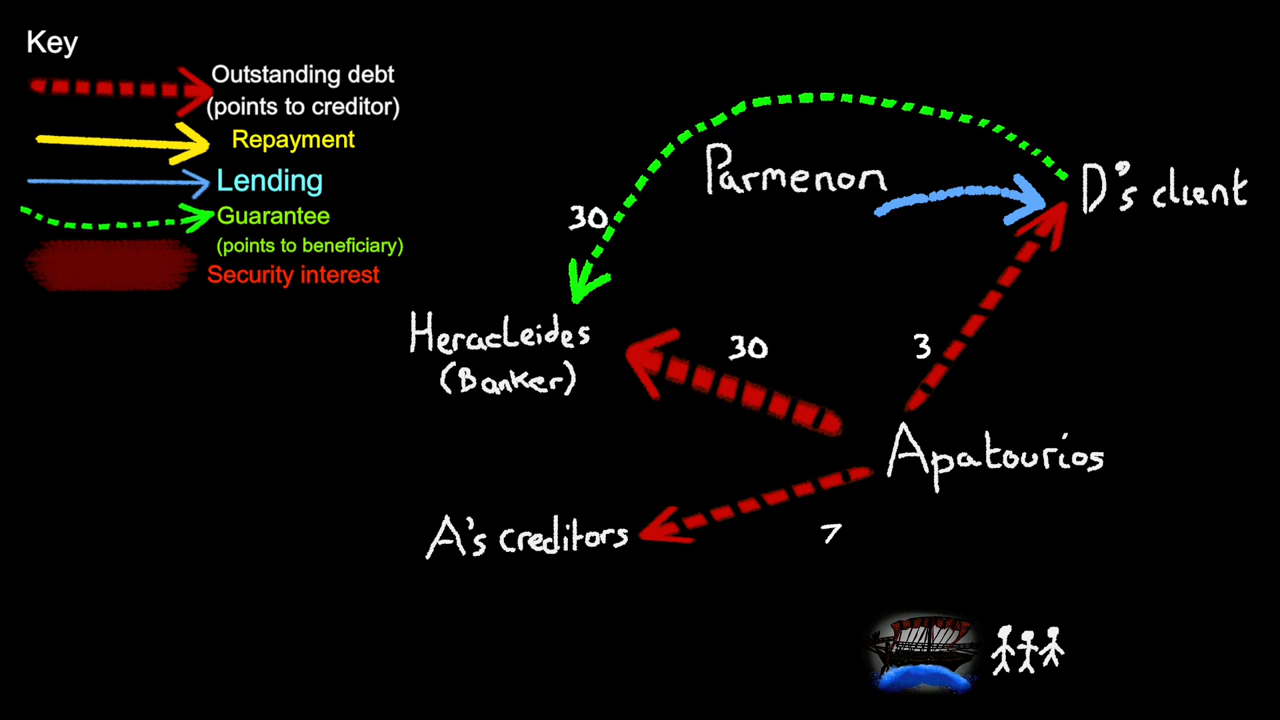 Key
Outstanding debt
(points to creditor)
Repayment
Lending
Guarantee
(points to beneficiary)
Security interest
Parmenon
D's client
30
Heracleides
(Banker)
30
3
Apatourios
A's creditors
7